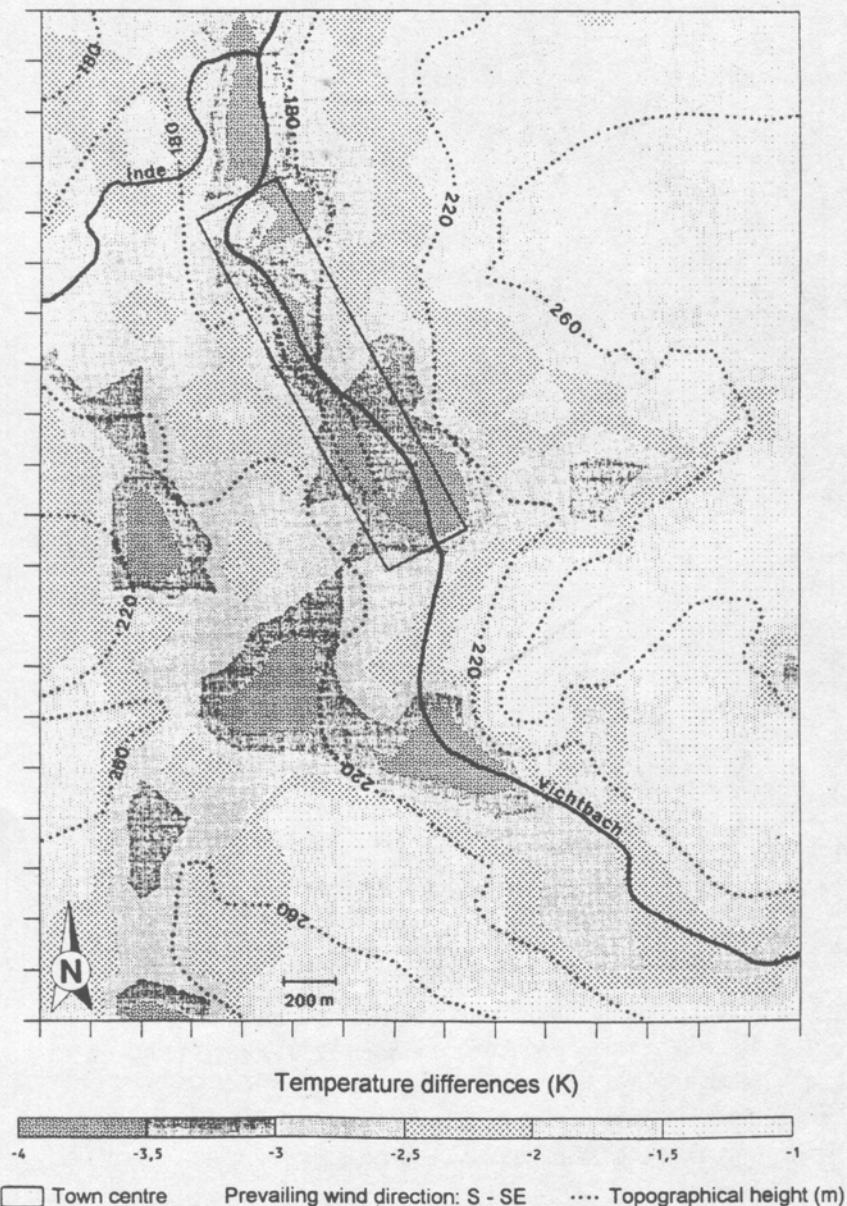 180
180
180
Inde
220
260
220
220
260
220
Vichtbach
260
N
200 m
Temperature differences (K)
-4 -3,5 -3 -2,5 -2 -1,5 -1
Town centre Prevailing wind direction: S - SE Topographical height (m)